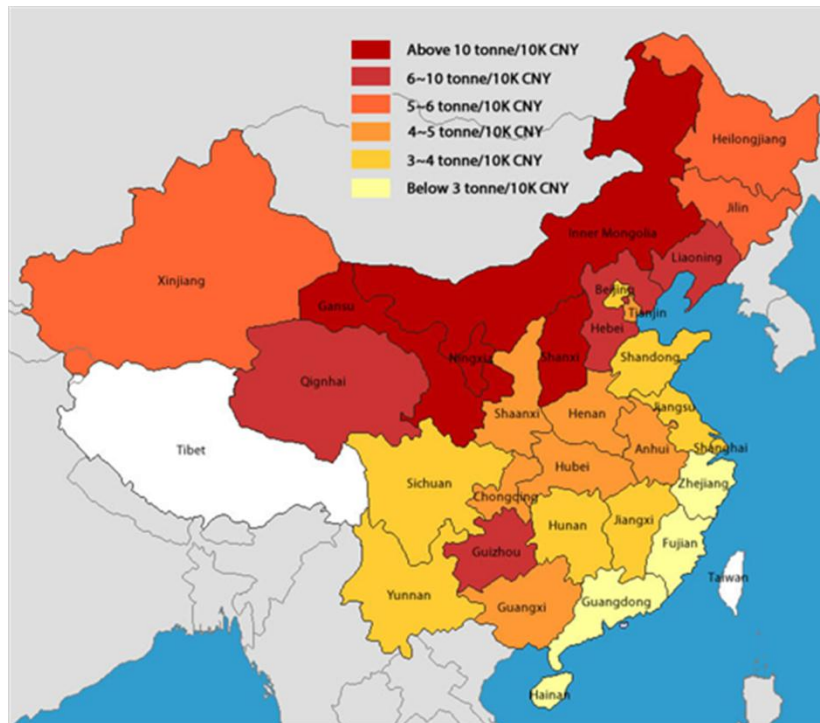 Above 10 tonne/10K CNY
6~10 tonne/10K CNY
5~6 tonne/10K CNY
4~5 tonne/10K CNY
3~4 tonne/10K CNY
Below 3 tonne/10K CNY
Heilongjiang
Jilin
Inner Mongolia
Liaoning
Xinjiang
Beijing
Gansu
Tianjin
Hebei
Ningxia
Shanxi
Shandong
Qignhai
Jiangsu
Shaanxi
Henan
Tibet
Anhui
Shanghai
Hubei
Sichuan
Zhejiang
Chongqing
Hunan
Jiangxi
Guizhou
Fujian
Taiwan
Yunnan
Guangxi
Guangdong
Hainan